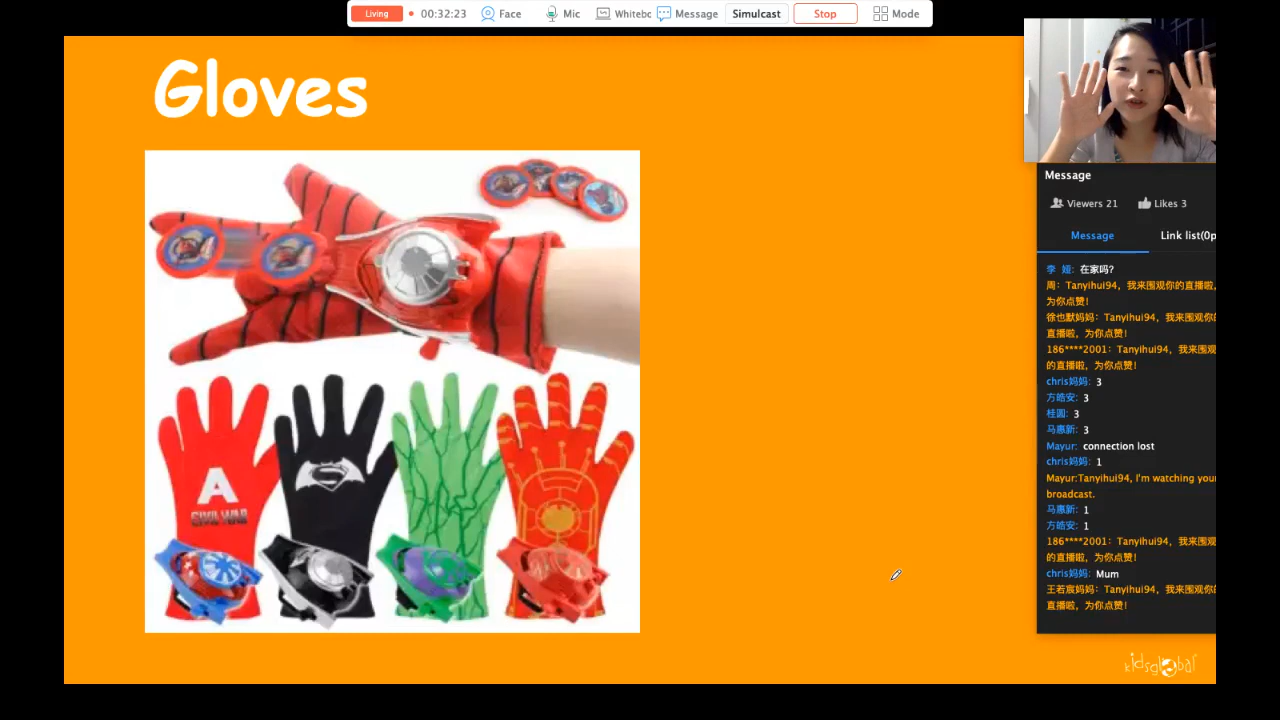 Living
00:32:23
Face
Mic
Whitebc
Message
Simulcast
Stop
Mode
Gloves
A
CIVIL WAR
Message
Viewers 21
Likes 3
Message
Link list(0p
李 娅: 在家吗?
周: Tanyihui94, 我来围观你的直播啦,
为你点赞!
徐也默妈妈: Tanyihui94, 我来围观你的
直播啦, 为你点赞!
186****2001: Tanyihui94, 我来围观
的直播啦, 为你点赞!
chris妈妈: 3
方皓安: 3
桂圆: 3
马惠新: 3
Mayur: connection lost
chris妈妈: 1
Mayur:Tanyihui94, I'm watching your
broadcast.
马惠新: 1
方皓安: 1
186****2001: Tanyihui94, 我来围观
的直播啦, 为你点赞!
chris妈妈: Mum
王若宸妈妈: Tanyihui94, 我来围观你的
直播啦, 为你点赞!
kidsglobal